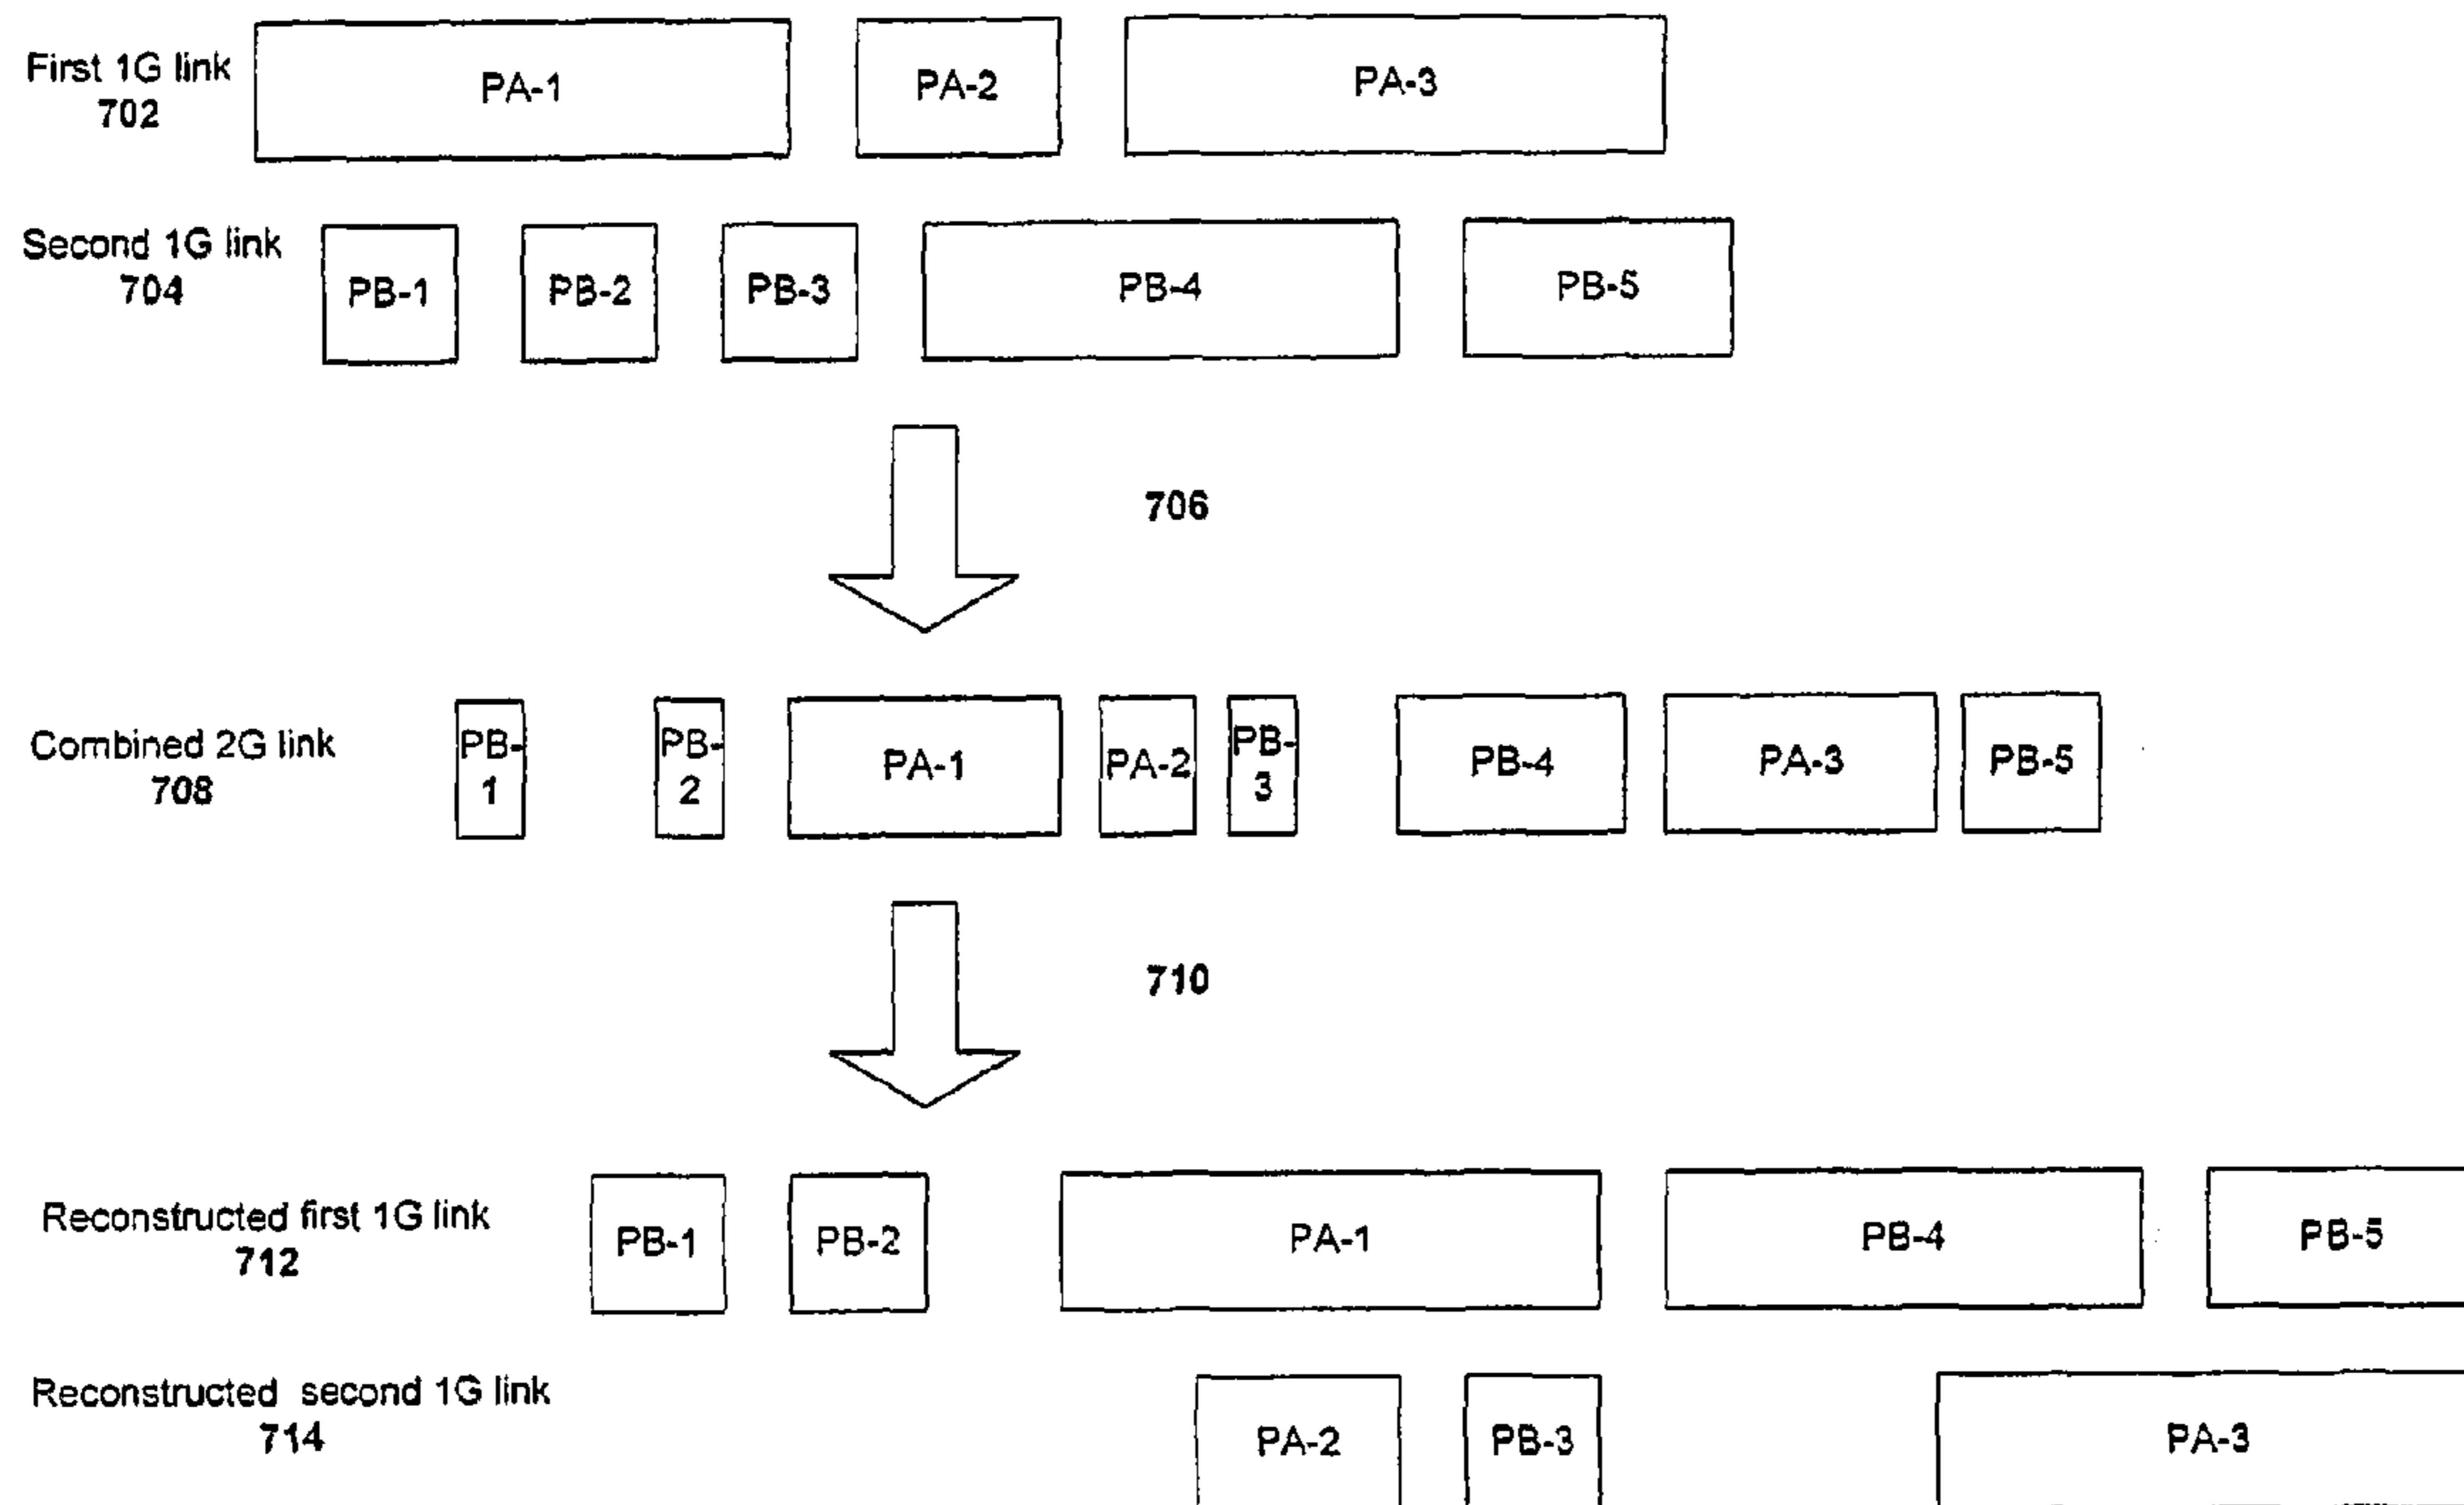 First 1G link
702
PA-1
PA-2
PA-3
Second 1G link
704
PB-1
PB-2
PB-3
PB-4
PB-5
706
Combined 2G link
708
PB-
1
PB-
2
PA-1
PA-2
PB-
3
PB-4
PA-3
PB-5
710
Reconstructed first 1G link
712
PB-1
PB-2
PA-1
PB-4
PB-5
Reconstructed second 1G link
714
PA-2
PB-3
PA-3